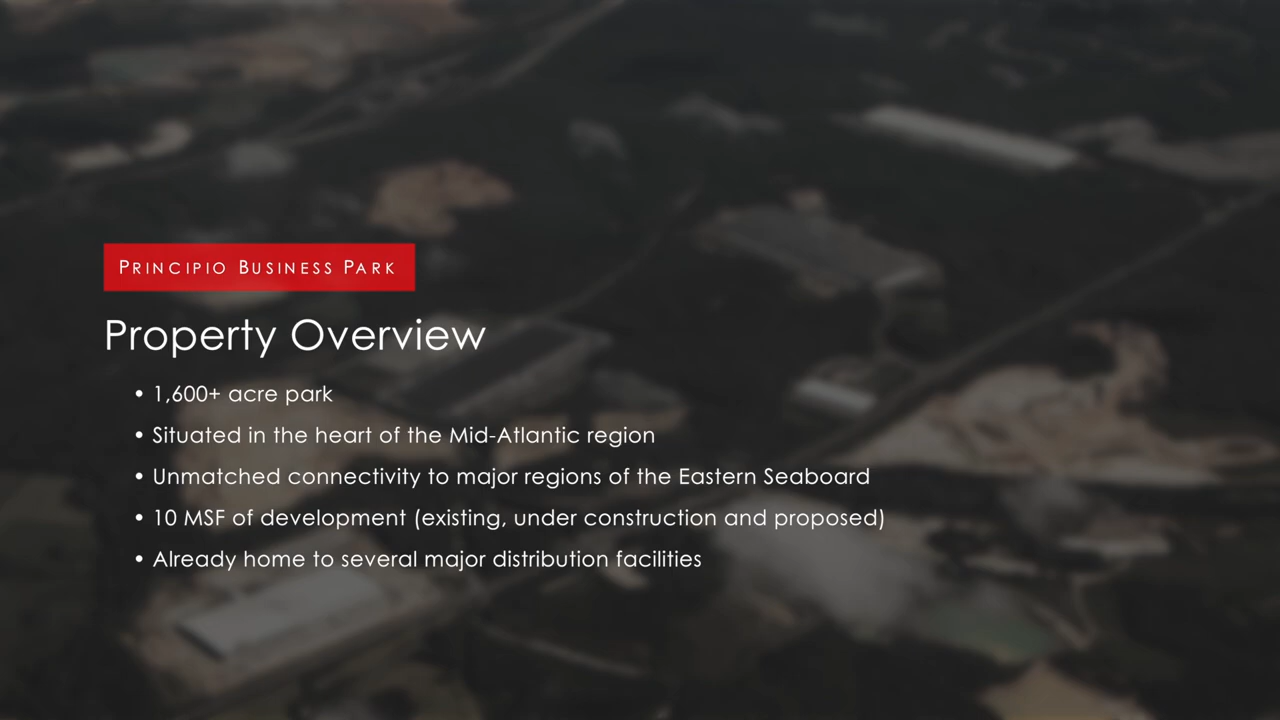 Principio Business Park
Property Overview
• 1,600+ acre park
• Situated in the heart of the Mid-Atlantic region
• Unmatched connectivity to major regions of the Eastern Seaboard
• 10 MSF of development (existing, under construction and proposed)
• Already home to several major distribution facilities